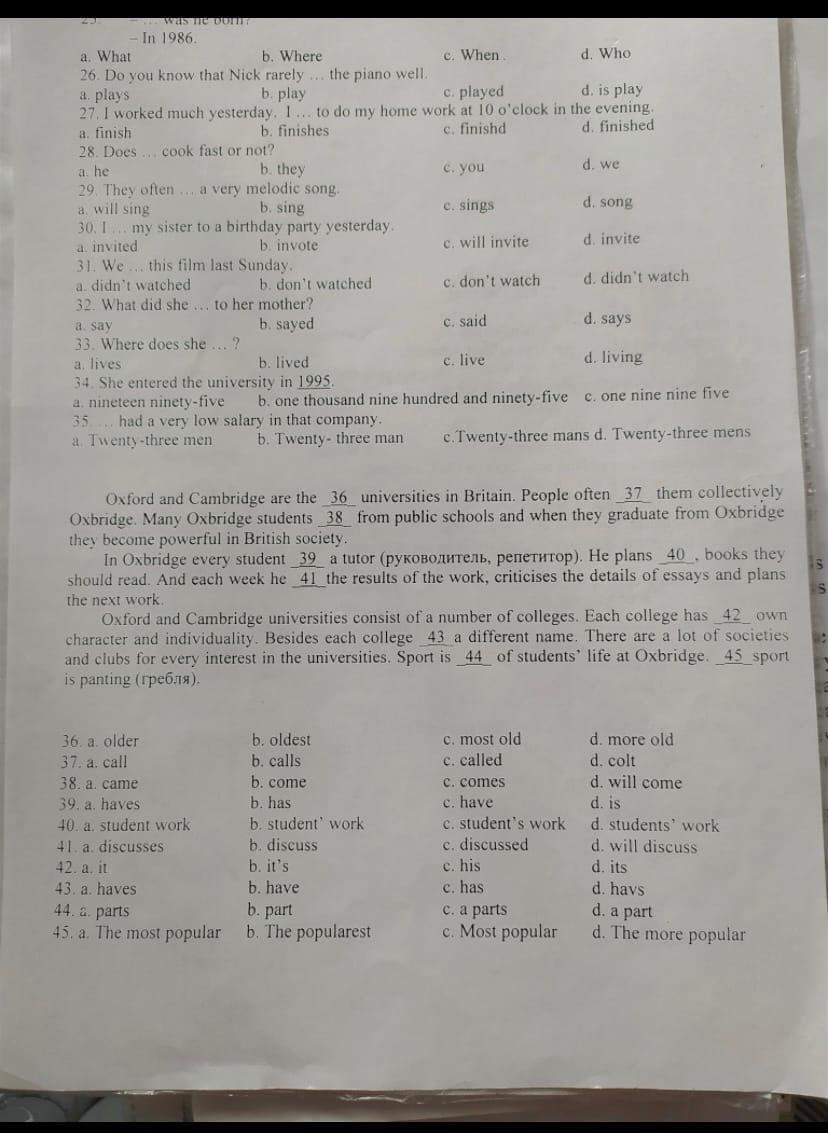 25. – ... was he born?
– In 1986.
a. What b. Where c. When . d. Who
26. Do you know that Nick rarely ... the piano well.
a. plays b. play c. played d. is play
27. I worked much yesterday. I ... to do my home work at 10 o'clock in the evening.
a. finish b. finishes c. finishd d. finished
28. Does ... cook fast or not?
a. he b. they c. you d. we
29. They often ... a very melodic song.
a. will sing b. sing c. sings d. song
30. I ... my sister to a birthday party yesterday.
a. invited b. invote c. will invite d. invite
31. We ... this film last Sunday.
a. didn't watched b. don't watched c. don't watch d. didn't watch
32. What did she ... to her mother?
a. say b. sayed c. said d. says
33. Where does she ... ?
a. lives b. lived c. live d. living
34. She entered the university in 1995.
a. nineteen ninety-five b. one thousand nine hundred and ninety-five c. one nine nine five
35. ... had a very low salary in that company.
a. Twenty-three men b. Twenty- three man c.Twenty-three mans d. Twenty-three mens
Oxford and Cambridge are the _36_ universities in Britain. People often _37_ them collectively
Oxbridge. Many Oxbridge students _38_ from public schools and when they graduate from Oxbridge
they become powerful in British society.
In Oxbridge every student _39_ a tutor (руководитель, репетитор). He plans _40_, books they
should read. And each week he _41_the results of the work, criticises the details of essays and plans
the next work.
Oxford and Cambridge universities consist of a number of colleges. Each college has _42_ own
character and individuality. Besides each college _43_a different name. There are a lot of societies
and clubs for every interest in the universities. Sport is _44_ of students' life at Oxbridge. _45_sport
is panting (гребля).
36. a. older b. oldest c. most old d. more old
37. a. call b. calls c. called d. colt
38. a. came b. come c. comes d. will come
39. a. haves b. has c. have d. is
40. a. student work b. student' work c. student's work d. students' work
41. a. discusses b. discuss c. discussed d. will discuss
42. a. it b. it's c. his d. its
43. a. haves b. have c. has d. havs
44. a. parts b. part c. a parts d. a part
45. a. The most popular b. The popularest c. Most popular d. The more popular